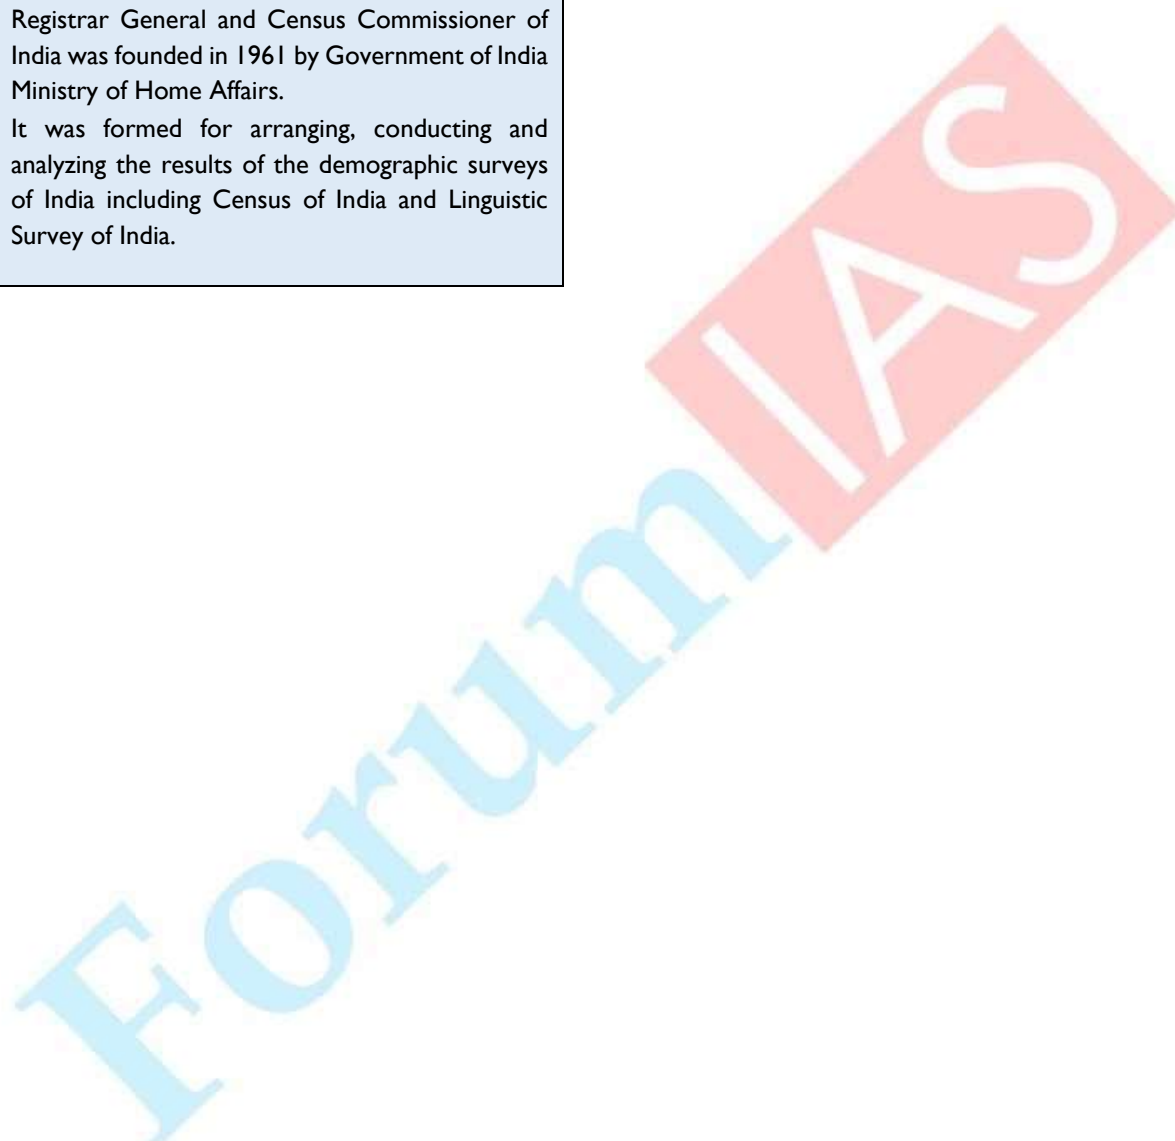 Registrar General and Census Commissioner of
India was founded in 1961 by Government of India
Ministry of Home Affairs.
It was formed for arranging, conducting and
analyzing the results of the demographic surveys
of India including Census of India and Linguistic
Survey of India.
ForumIAS